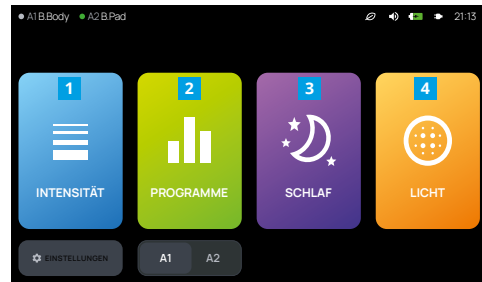 A1 B.Body A2 B.Pad 21:13
1 2 3 4
INTENSITÄT PROGRAMME SCHLAF LICHT
EINSTELLUNGEN A1 A2